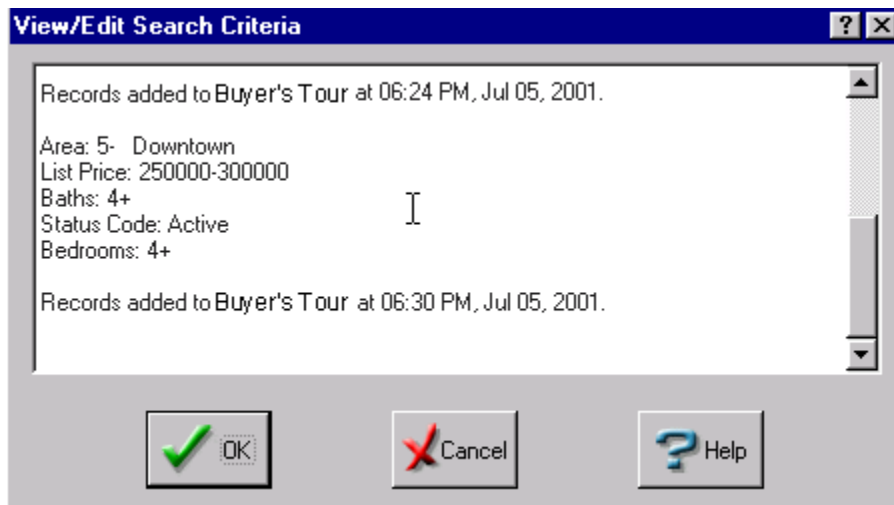 View/Edit Search Criteria
Records added to Buyer's Tour at 06:24 PM, Jul 05, 2001.
Area: 5- Downtown
List Price: 250000-300000
Baths: 4+
Status Code: Active
Bedrooms: 4+
Records added to Buyer's Tour at 06:30 PM, Jul 05, 2001.
OK
Cancel
Help